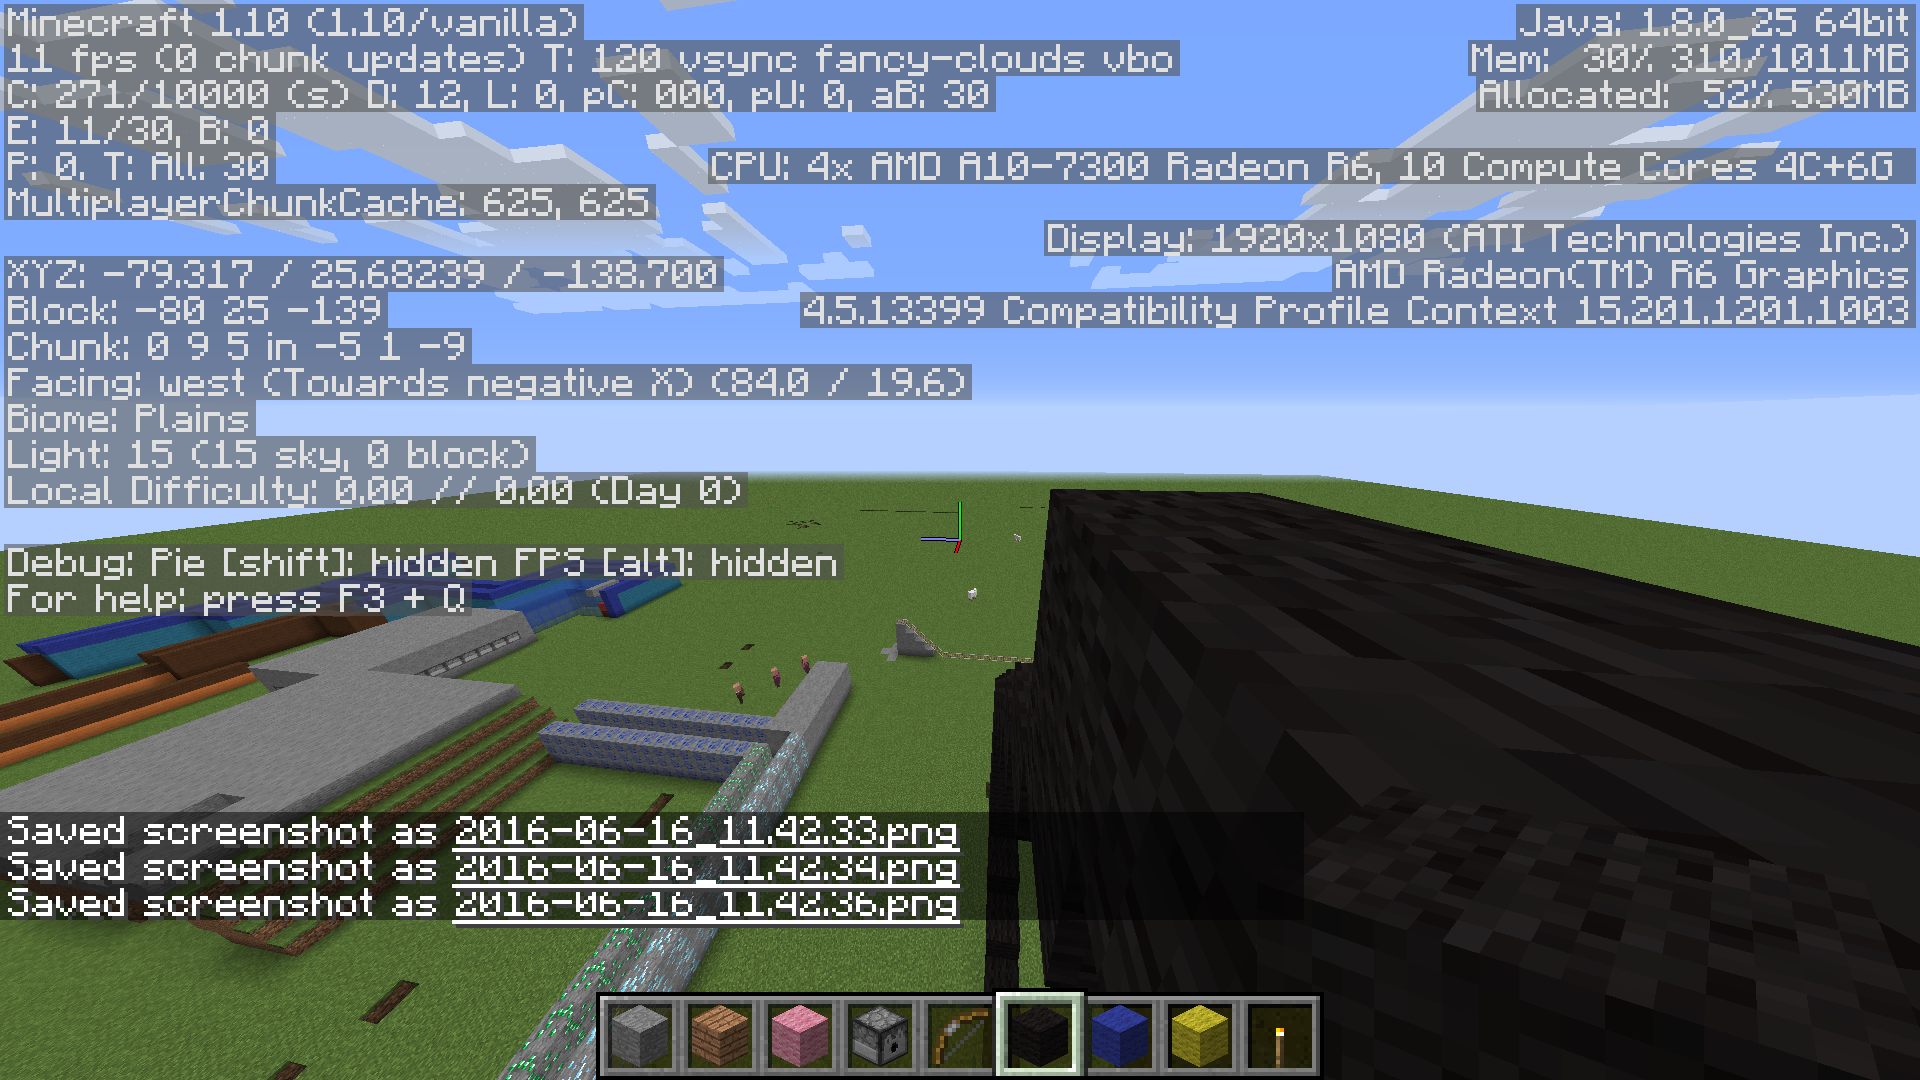 Minecraft 1.10 (1.10/vanilla)
11 fps (0 chunk updates) T: 120 vsync fancy-clouds vbo
C: 271/10000 (s) D: 12, L: 0, pC: 000, pU: 0, aB: 30
E: 11/30, B: 0
P: 0. T: All: 30
MultiplayerChunkCache: 625, 625
XYZ: -79.317 / 25.68239 / -138.700
Block: -80 25 -139
Chunk: 0 9 5 in -5 1 -9
Facing: west (Towards negative X) (84.0 / 19.6)
Biome: Plains
Light: 15 (15 sky, 0 block)
Local Difficulty: 0.00 // 0.00 (Day 0)
Debug: Pie [shift]: hidden FPS [alt]: hidden
For help: press F3 + Q
Java: 1.8.0_25 64bit
Mem: 30% 310/1011MB
Allocated: 52% 530MB
CPU: 4x AMD A10-7300 Radeon R6, 10 Compute Cores 4C+6G
Display: 1920x1080 (ATI Technologies Inc.)
AMD Radeon(TM) R6 Graphics
4.5.13399 Compatibility Profile Context 15.201.1201.1003
Saved screenshot as 2016-06-16_11.42.33.png
Saved screenshot as 2016-06-16_11.42.34.png
Saved screenshot as 2016-06-16_11.42.36.png